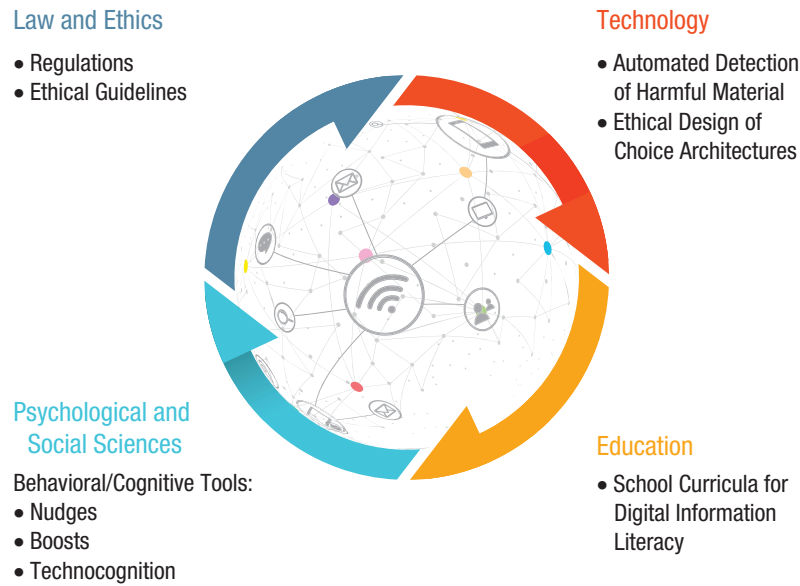 Law and Ethics
• Regulations
• Ethical Guidelines
Technology
• Automated Detection
of Harmful Material
• Ethical Design of
Choice Architectures
Psychological and
Social Sciences
Behavioral/Cognitive Tools:
• Nudges
• Boosts
• Technocognition
Education
• School Curricula for
Digital Information
Literacy